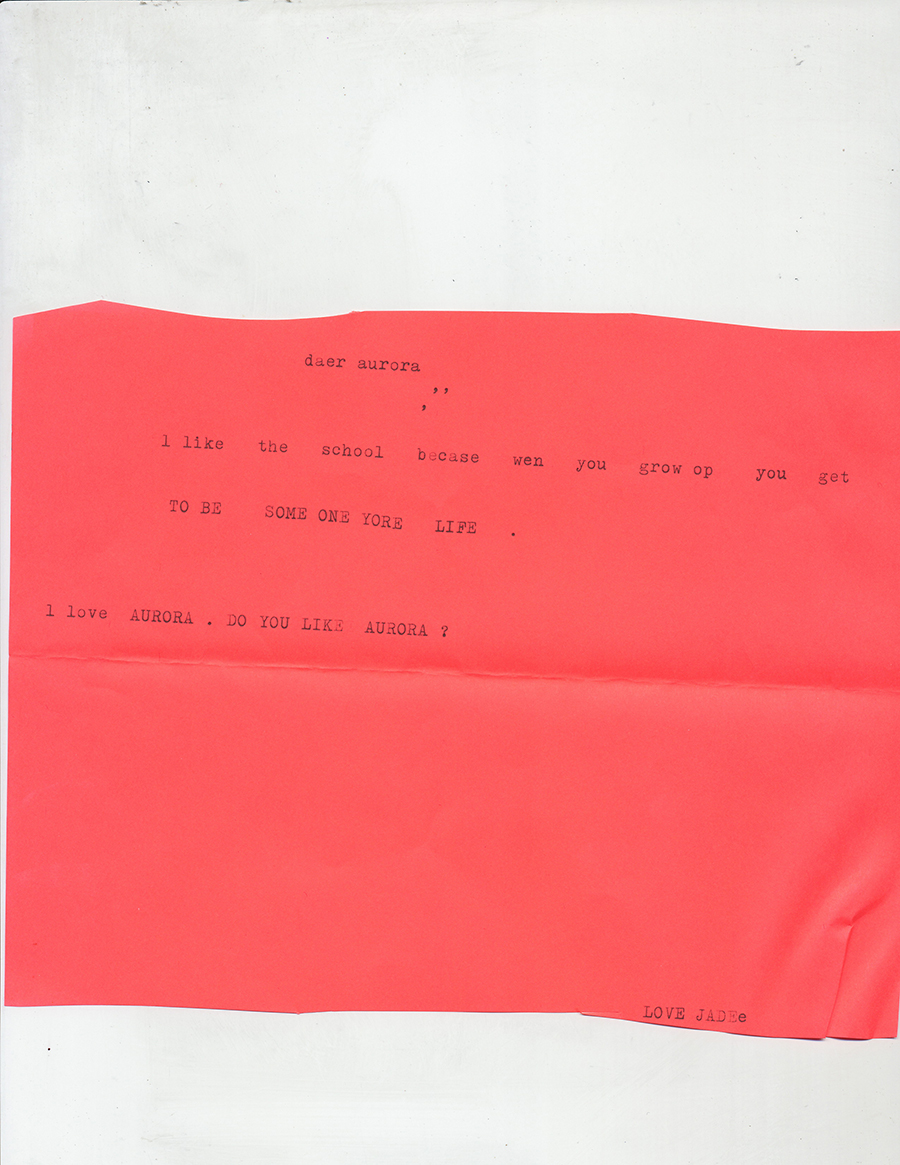 daer aurora
,,
,
l like the school becase wen you grow op you get
TO BE SOME ONE YORE LIFE .
l love AURORA . DO YOU LIKE AURORA ?
LOVE JADEe